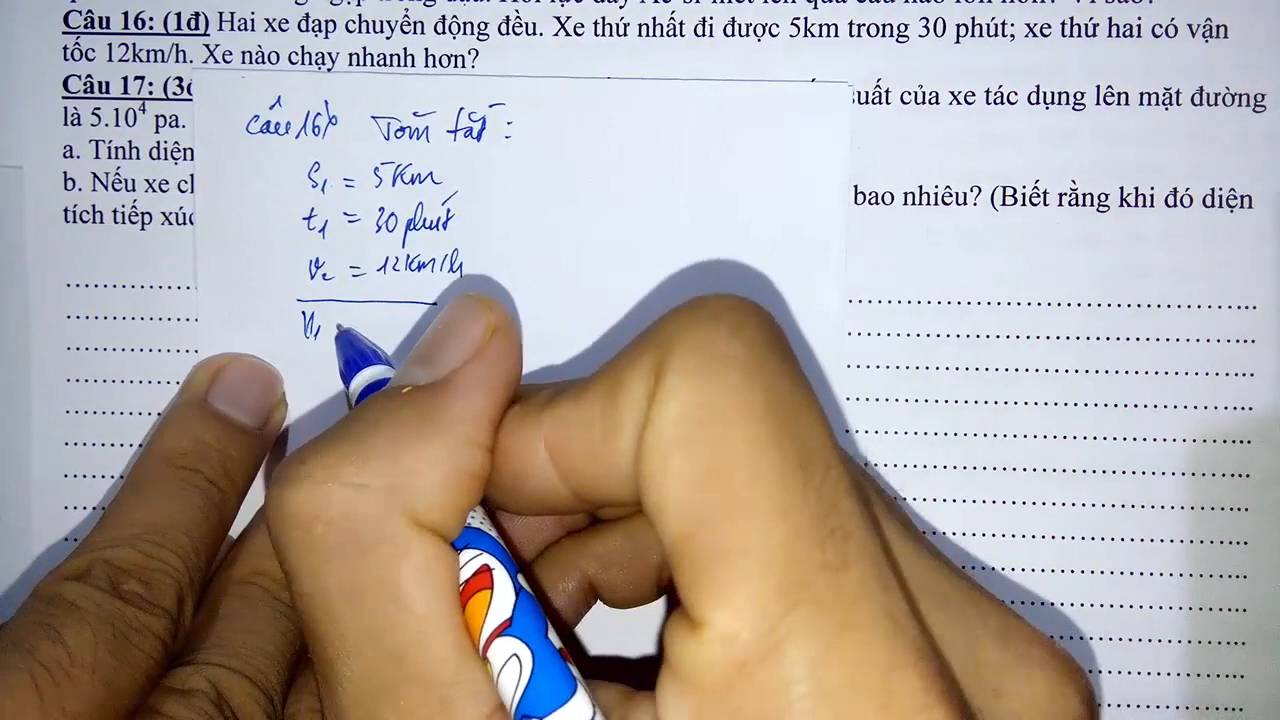 Câu 16: (1đ) Hai xe đạp chuyển động đều. Xe thứ nhất đi được 5km trong 30 phút; xe thứ hai có vận
tốc 12km/h. Xe nào chạy nhanh hơn?
Câu 17: (3đ suất của xe tác dụng lên mặt đường
là 5.10⁴ pa.
a. Tính diện
b. Nếu xe bao nhiêu? (Biết rằng khi đó diện
tích tiếp xúc
Câu 16 Tóm tắt:
S₁ = 5km
t₁ = 30 phút
v₂ = 12km/h
v₁